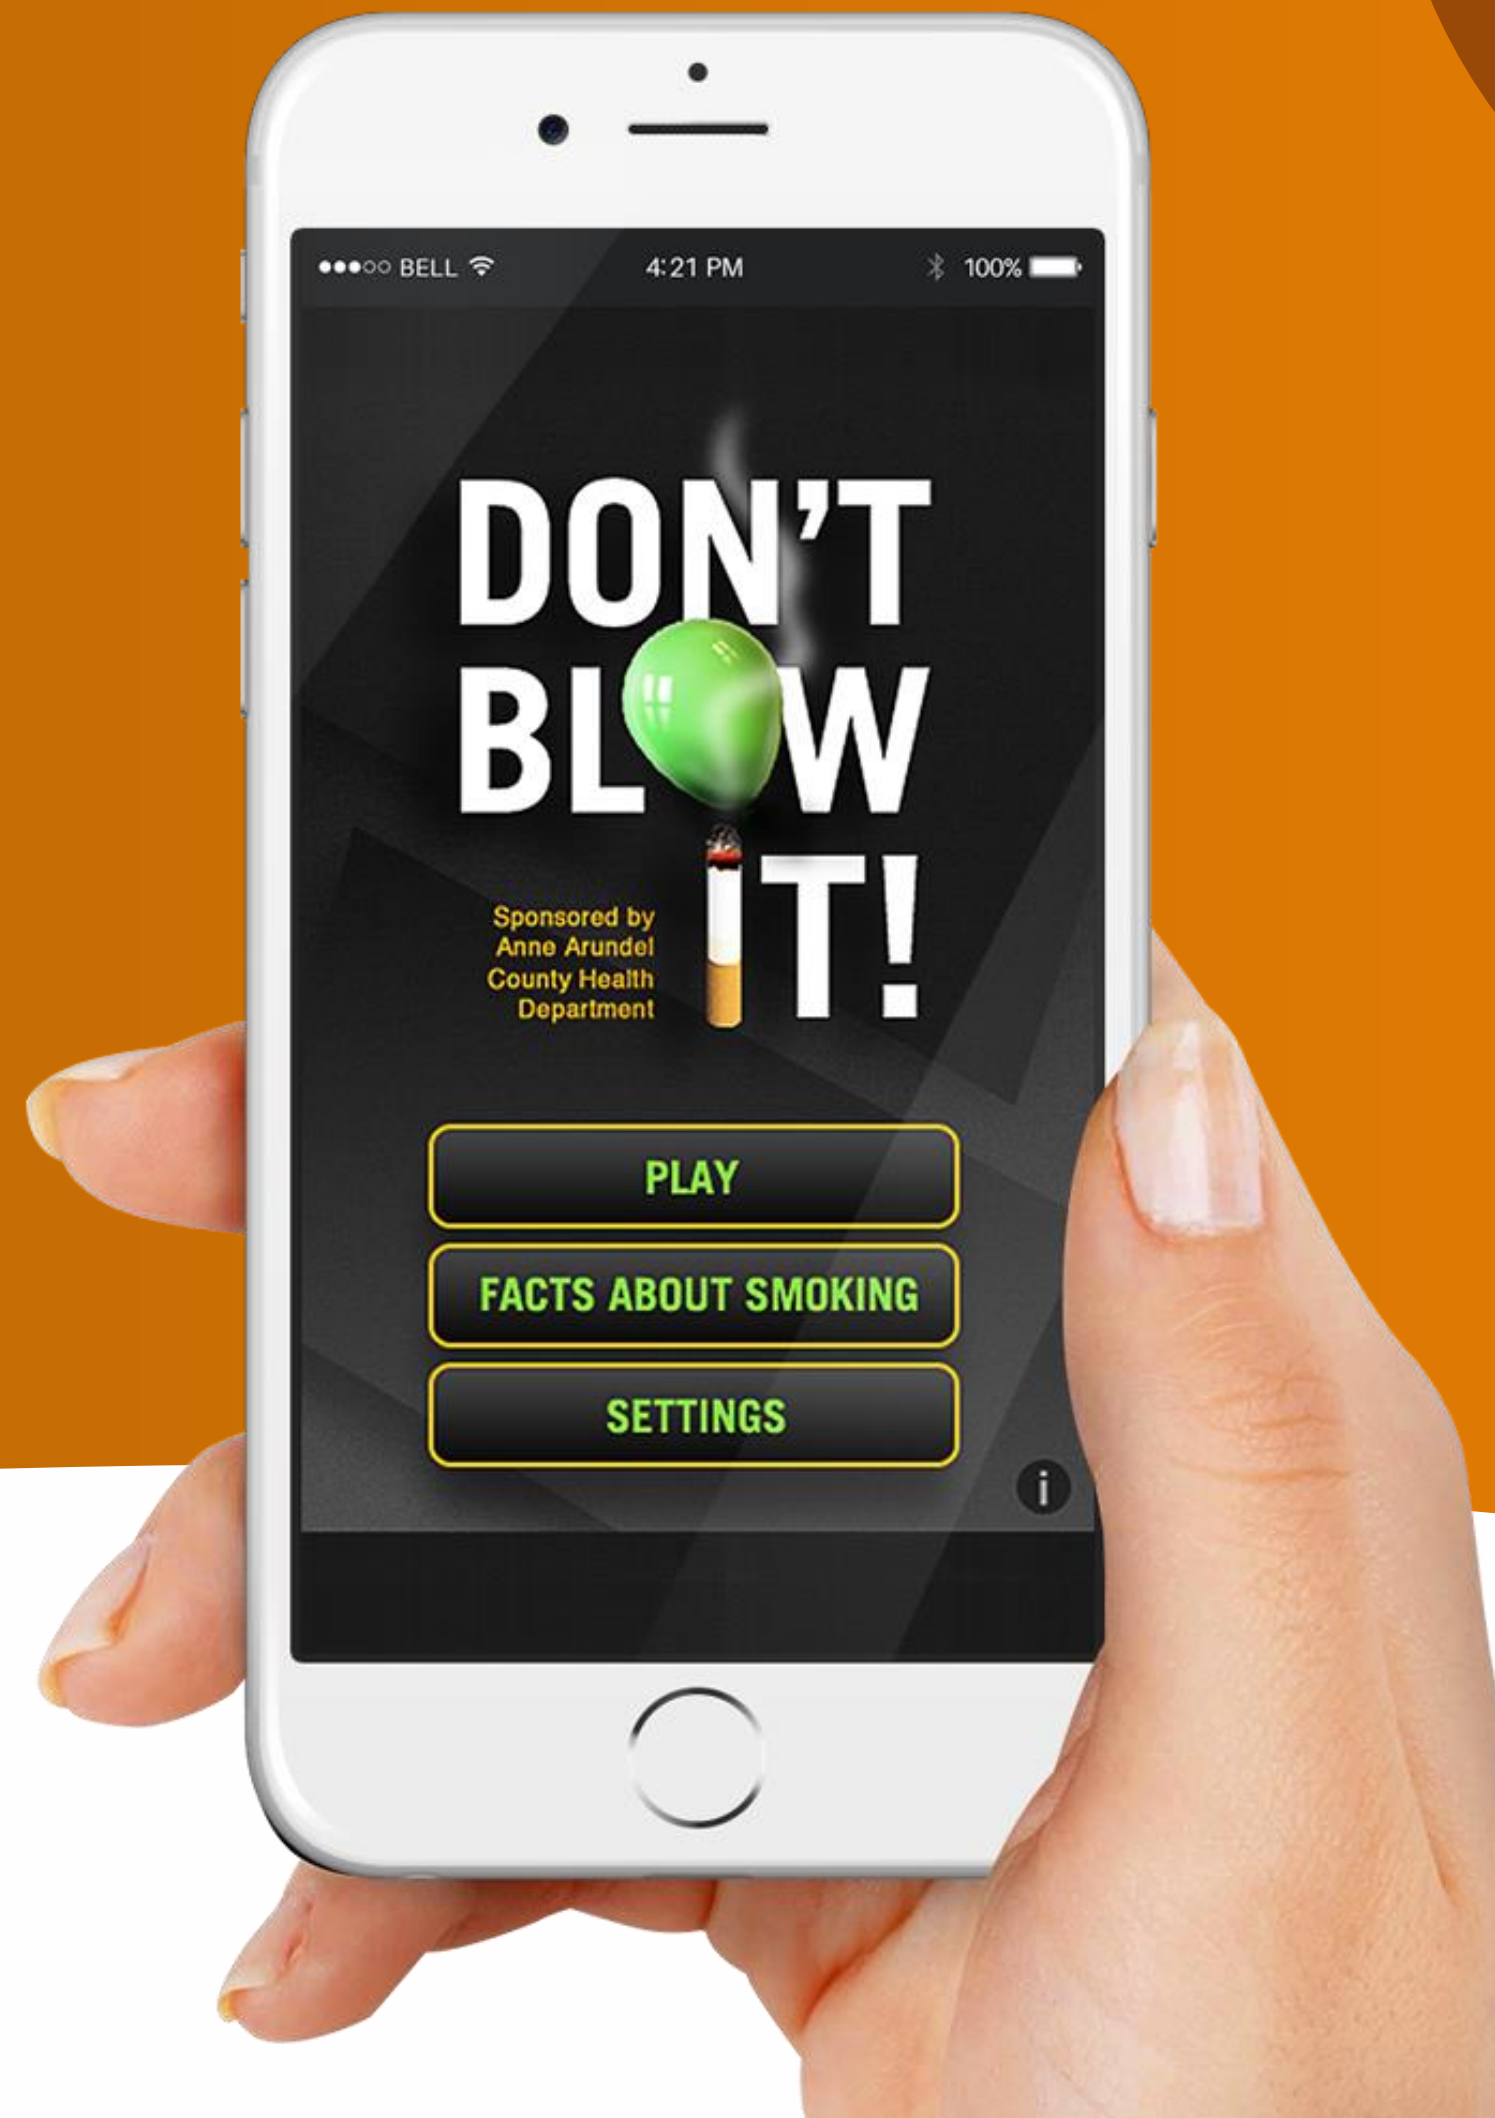 BELL 4:21 PM 100%
DON'T
BLOW
IT!
Sponsored by
Anne Arundel
County Health
Department
PLAY
FACTS ABOUT SMOKING
SETTINGS
i